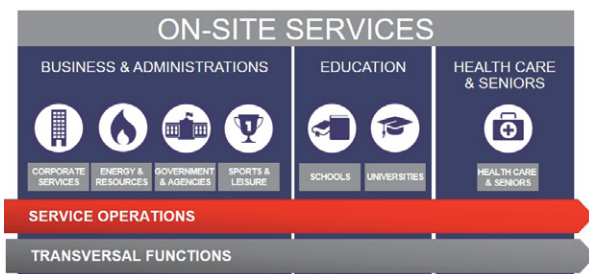 ON-SITE SERVICES
BUSINESS & ADMINISTRATIONS
EDUCATION
HEALTH CARE
& SENIORS
1
CORPORATE
SERVICES
ENERGY &
RESOURCES
GOVERNMENT
& AGENCIES
SPORTS &
LEISURE
SCHOOLS
UNIVERSITIES
HEALTH CARE
& SENIORS
SERVICE OPERATIONS
TRANSVERSAL FUNCTIONS